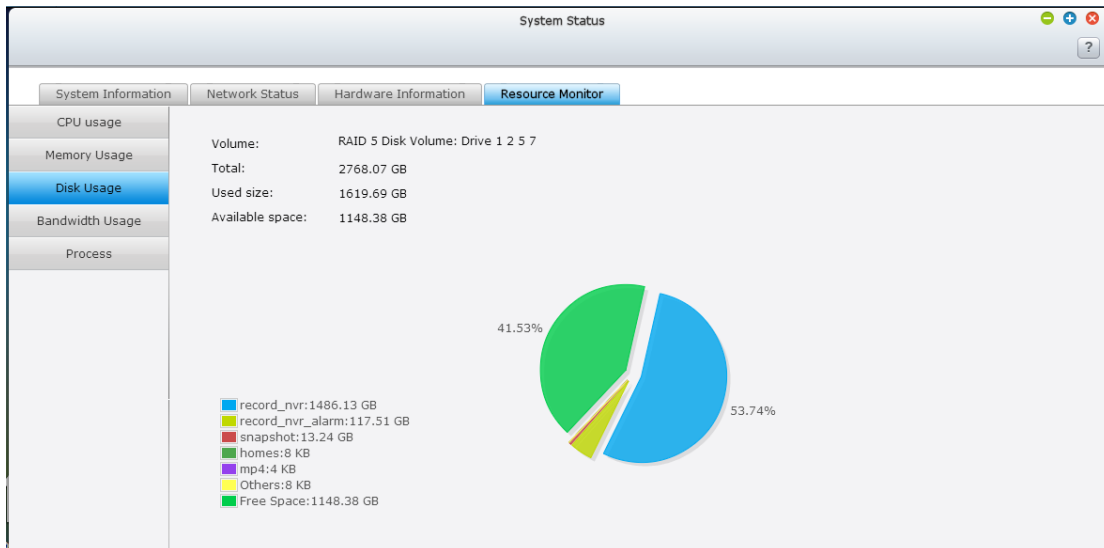 System Status
?
System Information Network Status Hardware Information Resource Monitor
CPU usage
Memory Usage
Disk Usage
Bandwidth Usage
Process
Volume: RAID 5 Disk Volume: Drive 1 2 5 7
Total: 2768.07 GB
Used size: 1619.69 GB
Available space: 1148.38 GB
41.53%
53.74%
record_nvr:1486.13 GB
record_nvr_alarm:117.51 GB
snapshot:13.24 GB
homes:8 KB
mp4:4 KB
Others:8 KB
Free Space:1148.38 GB